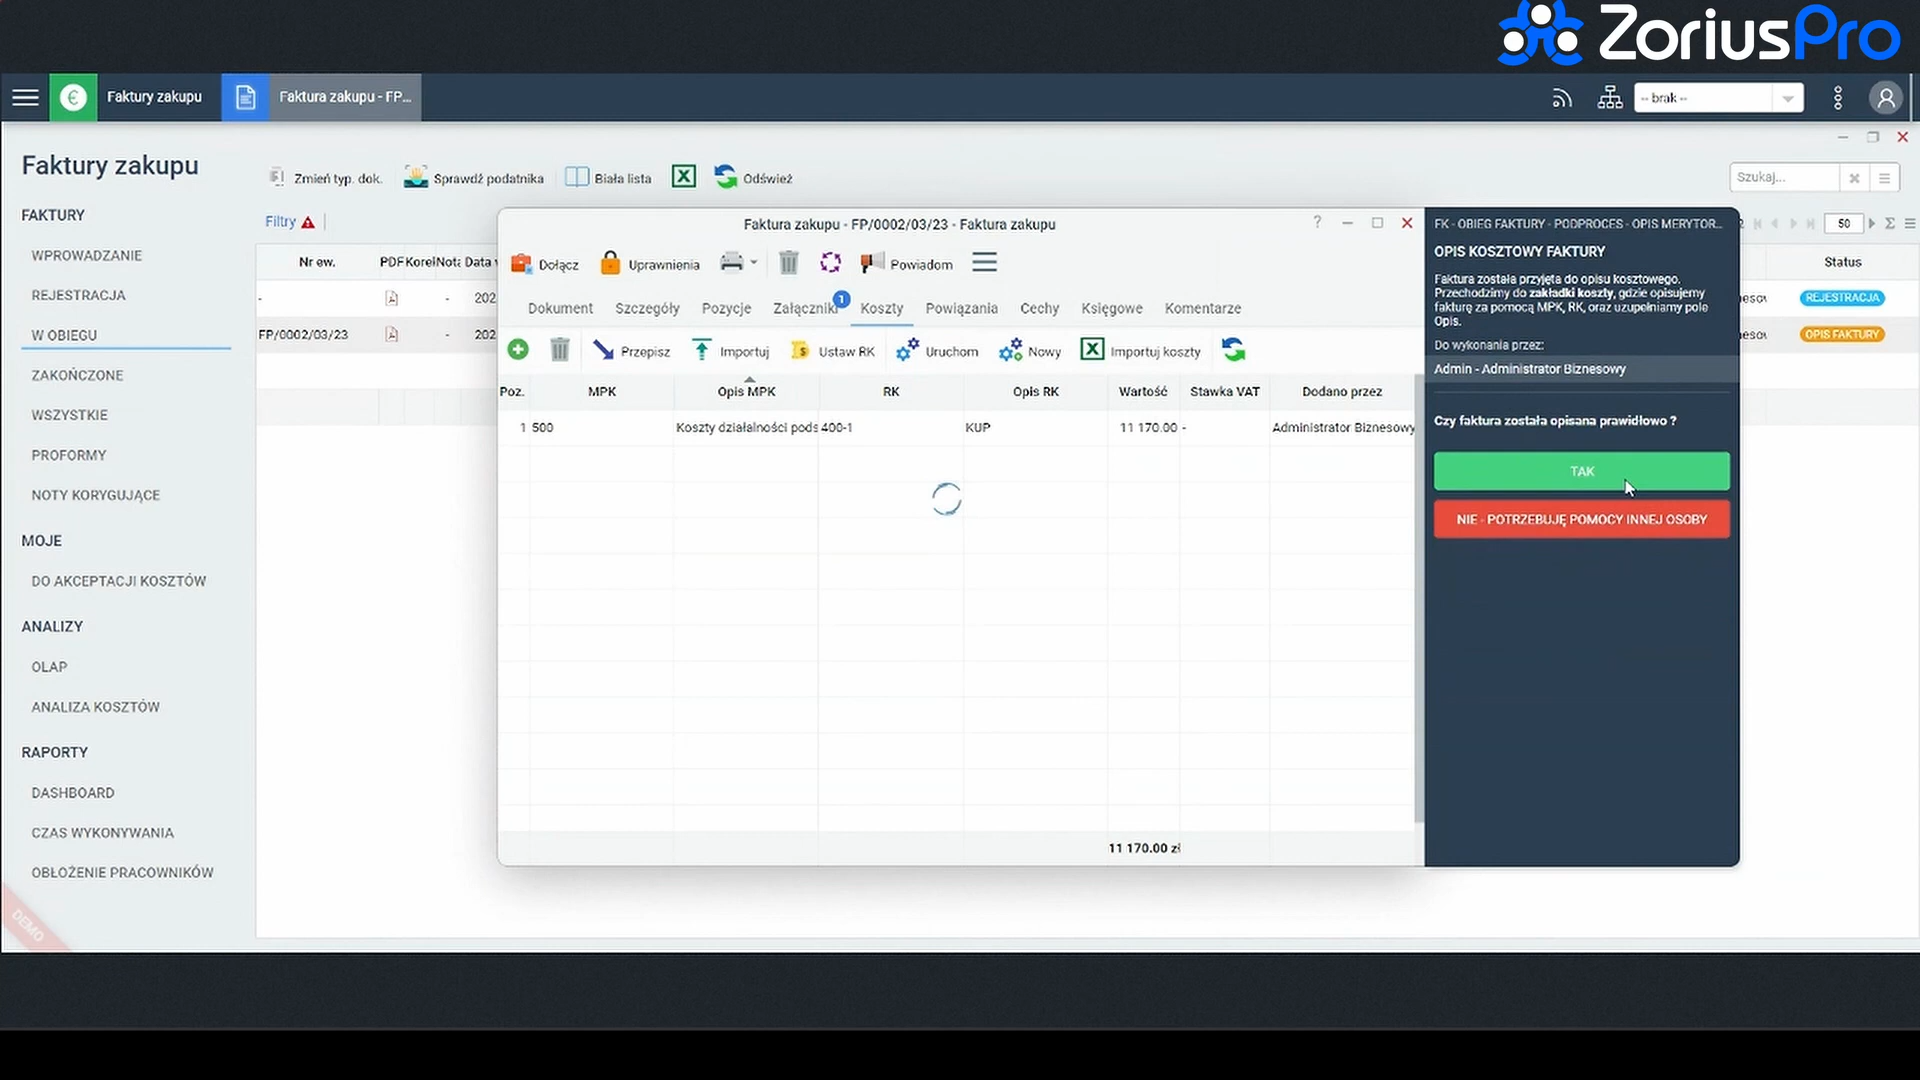 ZoriusPro
Faktury zakupu
Faktura zakupu - FP...
-- brak --
Faktury zakupu
Zmień typ. dok.
Sprawdź podatnika
Biała lista
Odśwież
Szukaj...
Filtry
50
FAKTURY
WPROWADZANIE
REJESTRACJA
W OBIEGU
ZAKOŃCZONE
WSZYSTKIE
PROFORMY
NOTY KORYGUJĄCE
MOJE
DO AKCEPTACJI KOSZTÓW
ANALIZY
OLAP
ANALIZA KOSZTÓW
RAPORTY
DASHBOARD
CZAS WYKONYWANIA
OBŁOŻENIE PRACOWNIKÓW
DEMO
Nr ew. PDF Korel Nota Data Status
- - 202 REJESTRACJA
FP/0002/03/23 - 202 OPIS FAKTURY
Faktura zakupu - FP/0002/03/23 - Faktura zakupu
?
Dołącz
Uprawnienia
Powiadom
Dokument Szczegóły Pozycje Załączniki 1 Koszty Powiązania Cechy Księgowe Komentarze
Przepisz
Importuj
Ustaw RK
Uruchom
Nowy
Importuj koszty
Poz. MPK Opis MPK RK Opis RK Wartość Stawka VAT Dodano przez
1 500 Koszty działalności pods 400-1 KUP 11 170.00 - Administrator Biznesowy
11 170.00 zł
FK - OBIEG FAKTURY - PODPROCES - OPIS MERYTOR...
OPIS KOSZTOWY FAKTURY
Faktura została przyjęta do opisu kosztowego.
Przechodzimy do zakładki koszty, gdzie opisujemy
fakturę za pomocą MPK, RK, oraz uzupełniamy pole
Opis.
Do wykonania przez:
Admin - Administrator Biznesowy
Czy faktura została opisana prawidłowo ?
TAK
NIE - POTRZEBUJĘ POMOCY INNEJ OSOBY